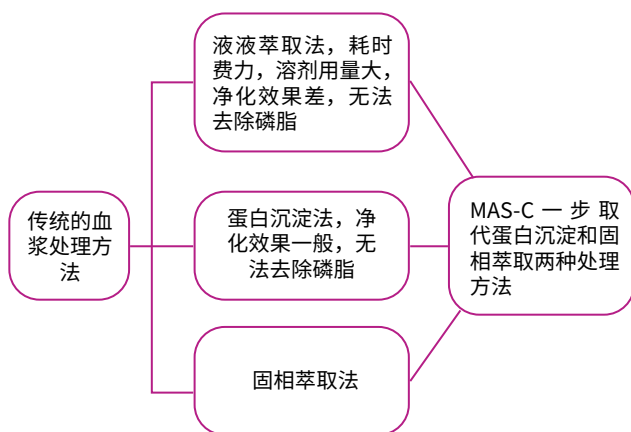 传统的血
浆处理方
法
液液萃取法，耗时
费力，溶剂用量大，
净化效果差，无法
去除磷脂
蛋白沉淀法，净
化效果一般，无
法去除磷脂
固相萃取法
MAS-C 一 步 取
代蛋白沉淀和固
相萃取两种处理
方法